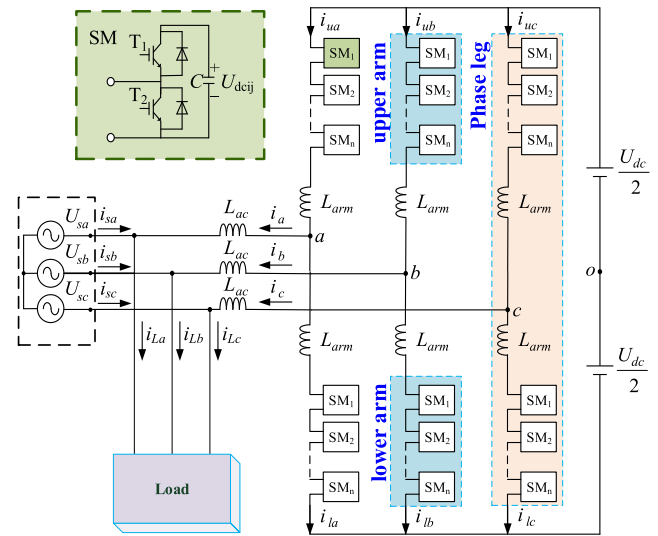 SM
T1
T2
C
+
−
Udcij
iua
iub
iuc
SM1
SM2
SMn
SM1
SM2
SMn
SM1
SM2
SMn
upper arm
Phase leg
Udc
2
Larm
Larm
Larm
Usa
isa
Lac
ia
a
Usb
isb
Lac
ib
b
o
Usc
isc
Lac
ic
c
iLa
iLb
iLc
Larm
Larm
Larm
Udc
2
SM1
SM2
SMn
SM1
SM2
SMn
SM1
SM2
SMn
lower arm
Load
ila
ilb
ilc